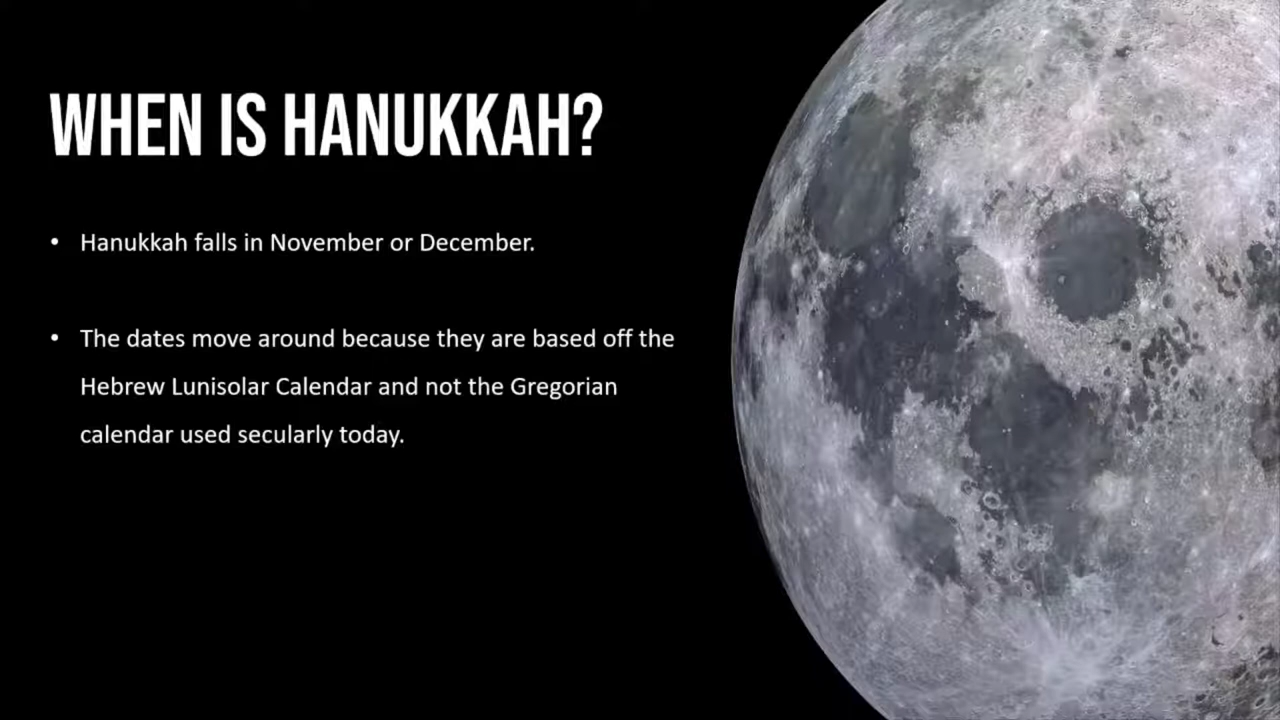 WHEN IS HANUKKAH?
• Hanukkah falls in November or December.
• The dates move around because they are based off the
Hebrew Lunisolar Calendar and not the Gregorian
calendar used secularly today.